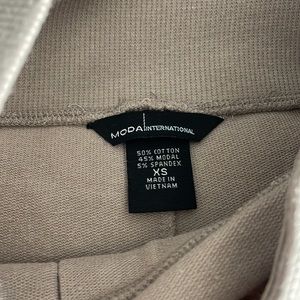 MODA INTERNATIONAL
50% COTTON
45% MODAL
5% SPANDEX
XS
MADE IN
VIETNAM